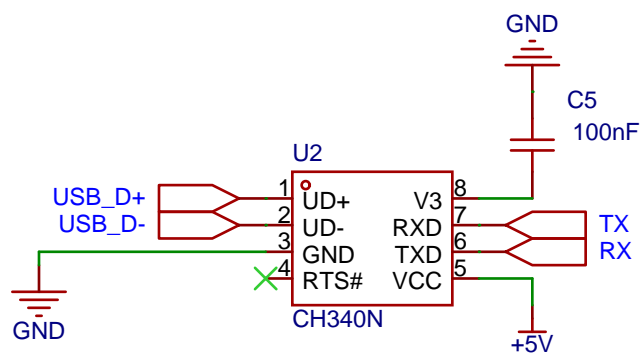 GND
C5
100nF
U2
USB_D+ 1 UD+ V3 8
USB_D- 2 UD- RXD 7 TX
3 GND TXD 6 RX
4 RTS# VCC 5
GND
CH340N
+5V